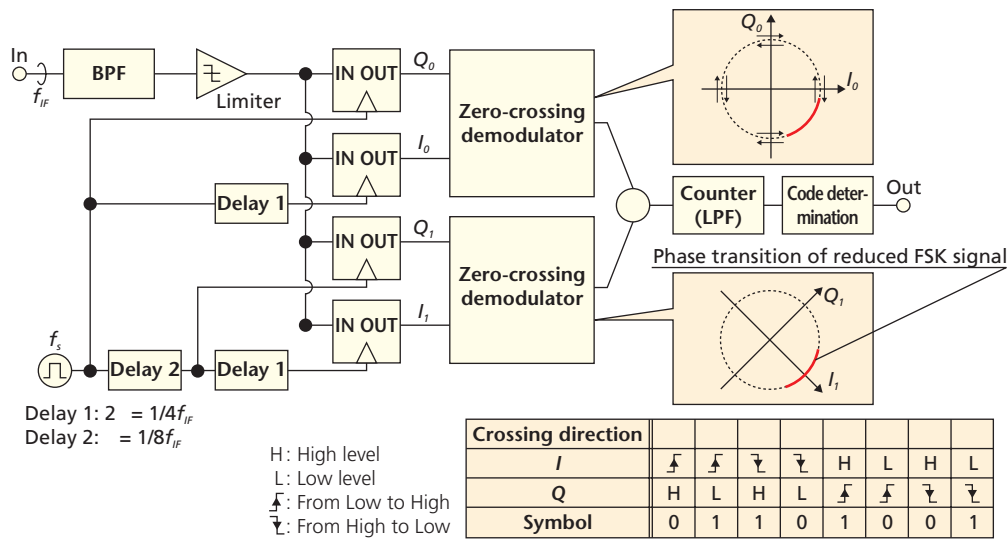 In
f_IF
BPF
Limiter
IN OUT
Q_0
IN OUT
I_0
Delay 1
IN OUT
Q_1
IN OUT
I_1
f_s
Delay 2
Delay 1
Zero-crossing
demodulator
Zero-crossing
demodulator
Q_0
I_0
Counter
(LPF)
Code deter-
mination
Out
Phase transition of reduced FSK signal
Q_1
I_1
Delay 1: 2 = 1/4f_IF
Delay 2: = 1/8f_IF
H: High level
L: Low level
: From Low to High
: From High to Low
Crossing direction
I H L H L
Q H L H L
Symbol 0 1 1 0 1 0 0 1